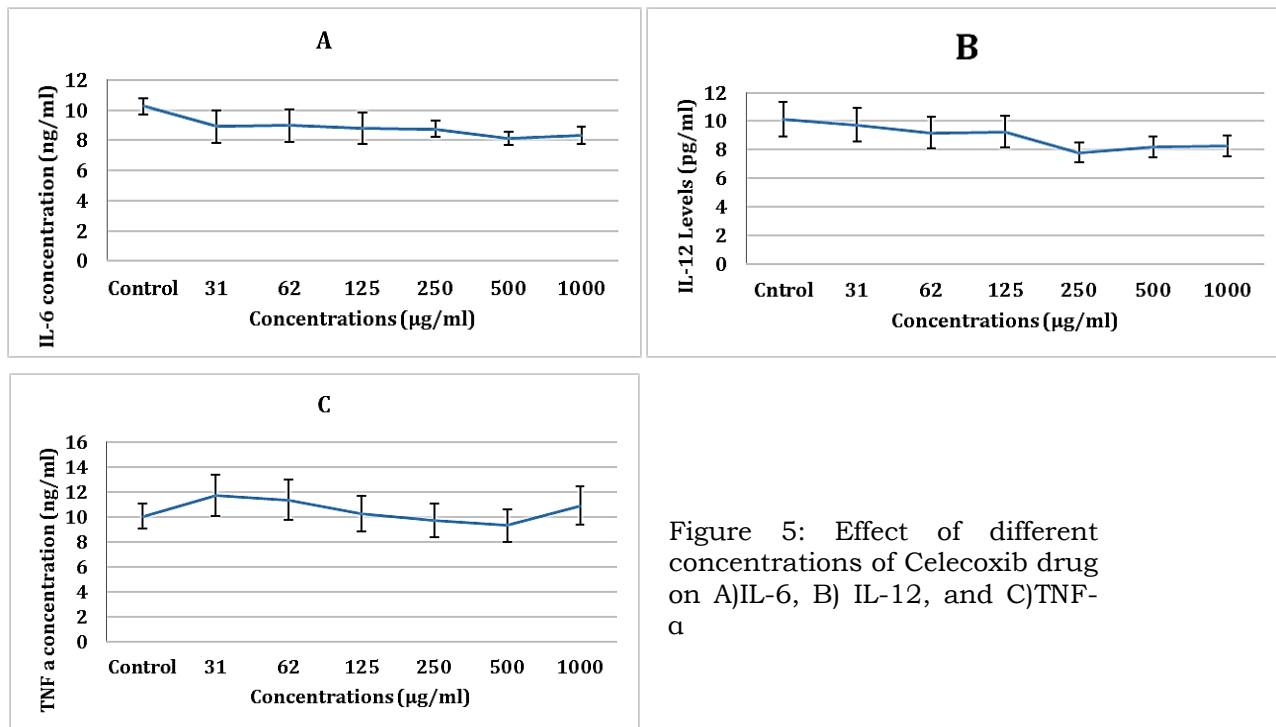 A
IL-6 concentration (ng/ml)
12
10
8
6
4
2
0
Control 31 62 125 250 500 1000
Concentrations (µg/ml)
B
IL-12 Levels (pg/ml)
12
10
8
6
4
2
0
Cntrol 31 62 125 250 500 1000
Concentrations (µg/ml)
C
TNF a concentration (ng/ml)
16
14
12
10
8
6
4
2
0
Control 31 62 125 250 500 1000
Concentrations (µg/ml)
Figure 5: Effect of different
concentrations of Celecoxib drug
on A)IL-6, B) IL-12, and C)TNF-
α